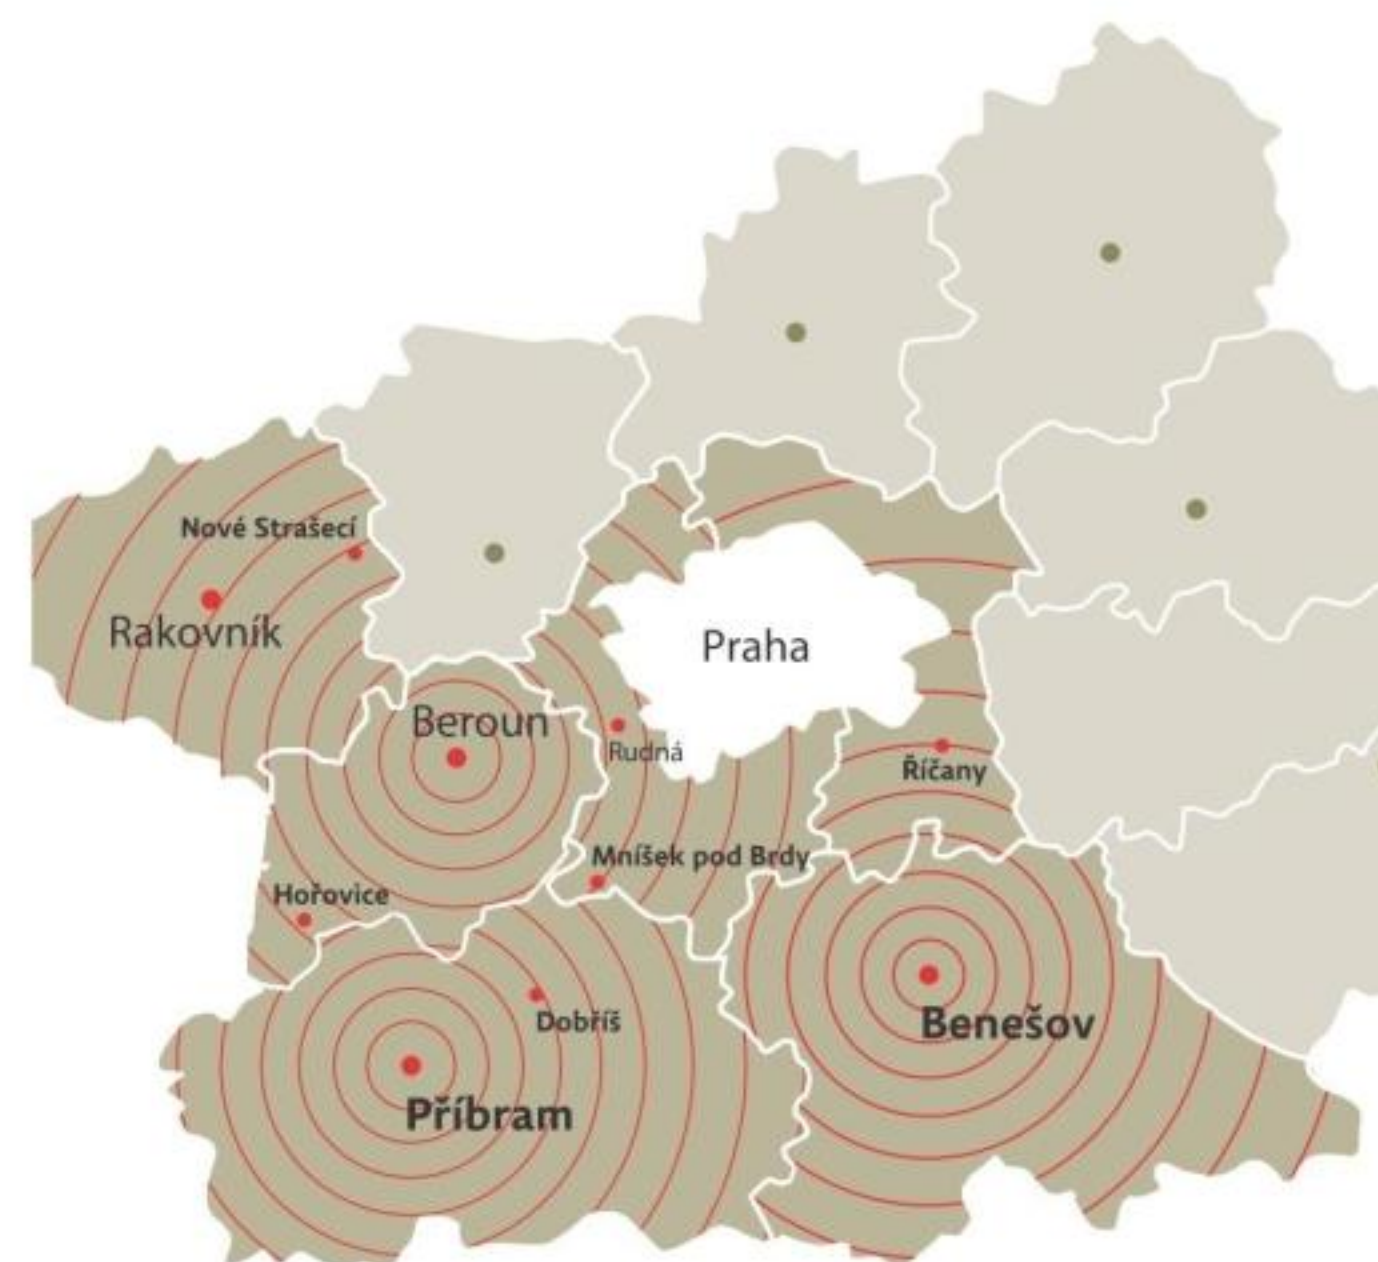 Nové Strašecí
Rakovník
Praha
Beroun
Rudná
Říčany
Mníšek pod Brdy
Hořovice
Dobříš
Benešov
Příbram